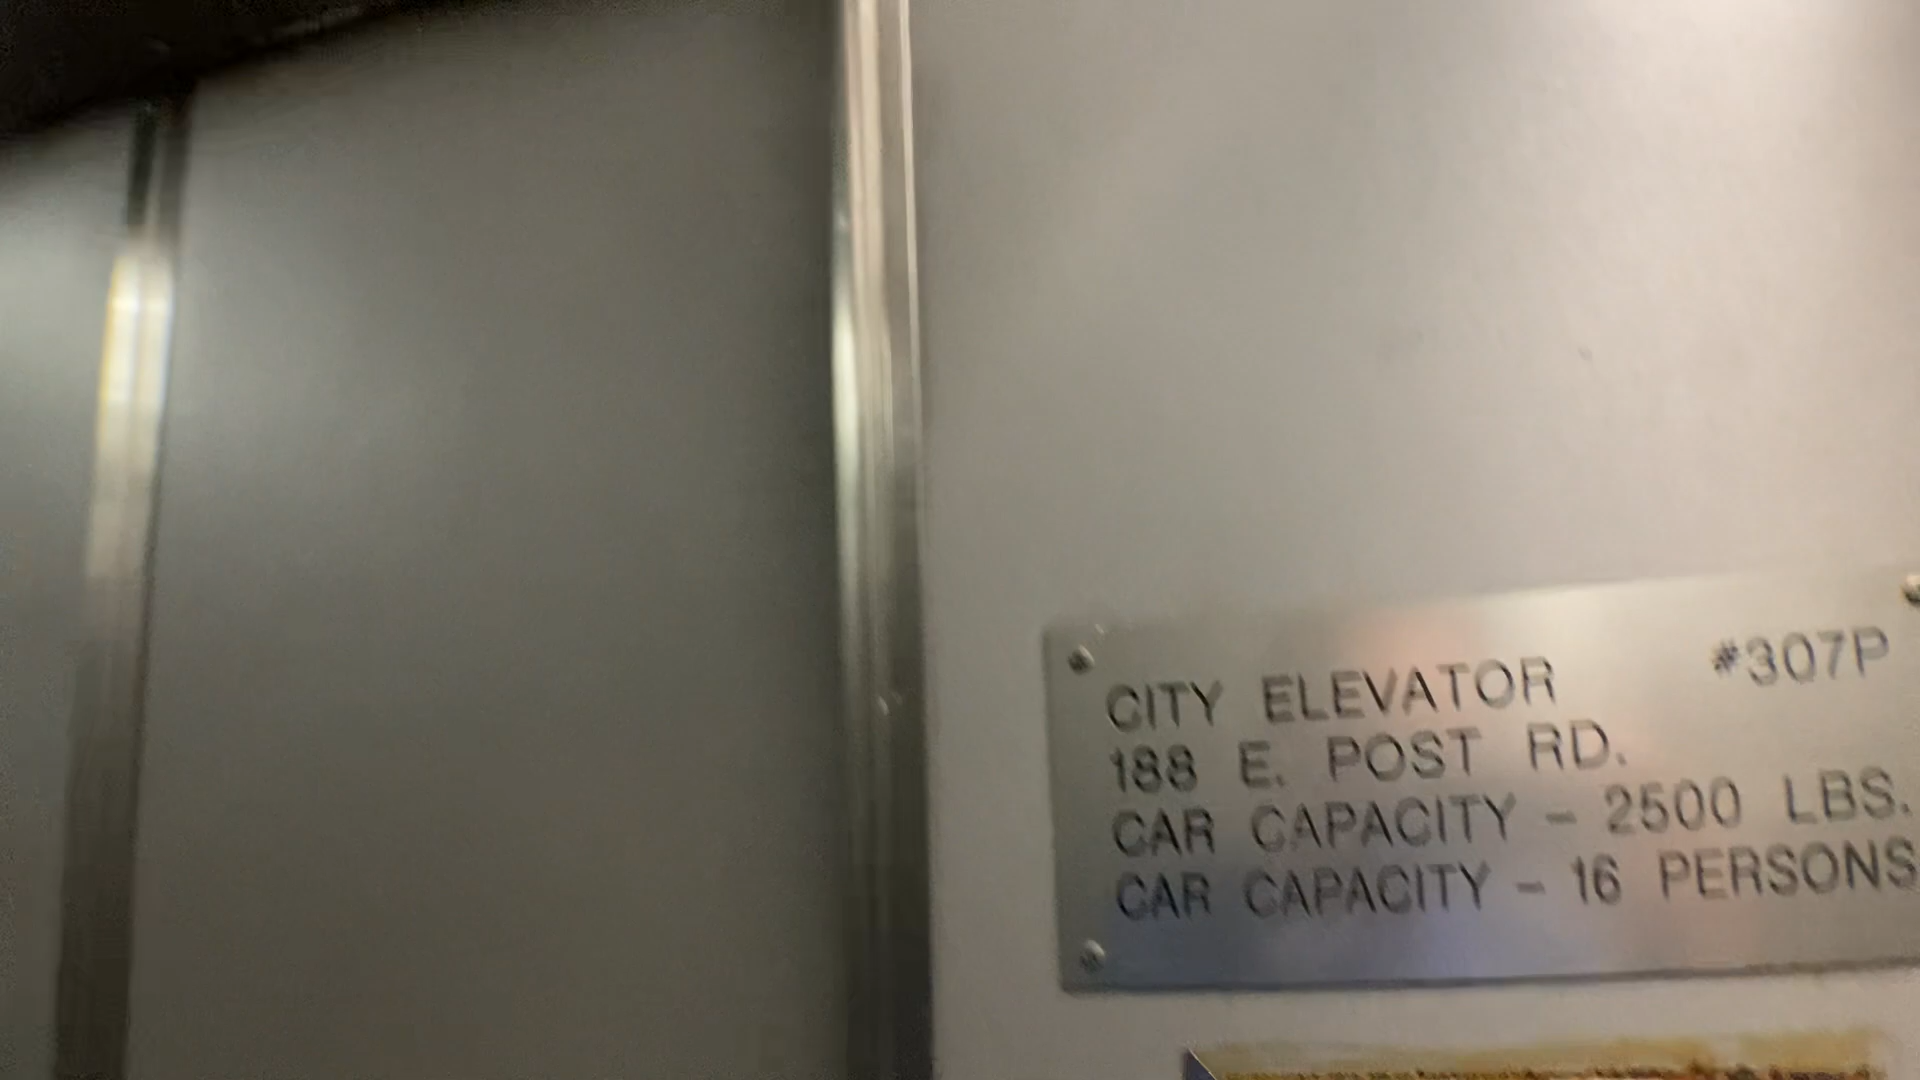 CITY ELEVATOR #307P
188 E. POST RD.
CAR CAPACITY - 2500 LBS.
CAR CAPACITY - 16 PERSONS